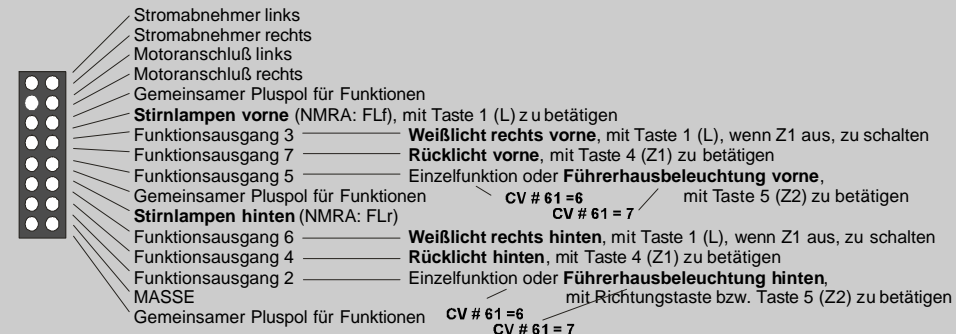 Stromabnehmer links
Stromabnehmer rechts
Motoranschluß links
Motoranschluß rechts
Gemeinsamer Pluspol für Funktionen
Stirnlampen vorne (NMRA: FLf), mit Taste 1 (L) zu betätigen
Funktionsausgang 3 Weißlicht rechts vorne, mit Taste 1 (L), wenn Z1 aus, zu schalten
Funktionsausgang 7 Rücklicht vorne, mit Taste 4 (Z1) zu betätigen
Funktionsausgang 5 Einzelfunktion oder Führerhausbeleuchtung vorne,
Gemeinsamer Pluspol für Funktionen CV # 61 =6 mit Taste 5 (Z2) zu betätigen
CV # 61 = 7
Stirnlampen hinten (NMRA: FLr)
Funktionsausgang 6 Weißlicht rechts hinten, mit Taste 1 (L), wenn Z1 aus, zu schalten
Funktionsausgang 4 Rücklicht hinten, mit Taste 4 (Z1) zu betätigen
Funktionsausgang 2 Einzelfunktion oder Führerhausbeleuchtung hinten,
MASSE mit Richtungstaste bzw. Taste 5 (Z2) zu betätigen
Gemeinsamer Pluspol für Funktionen CV # 61 =6
CV # 61 = 7